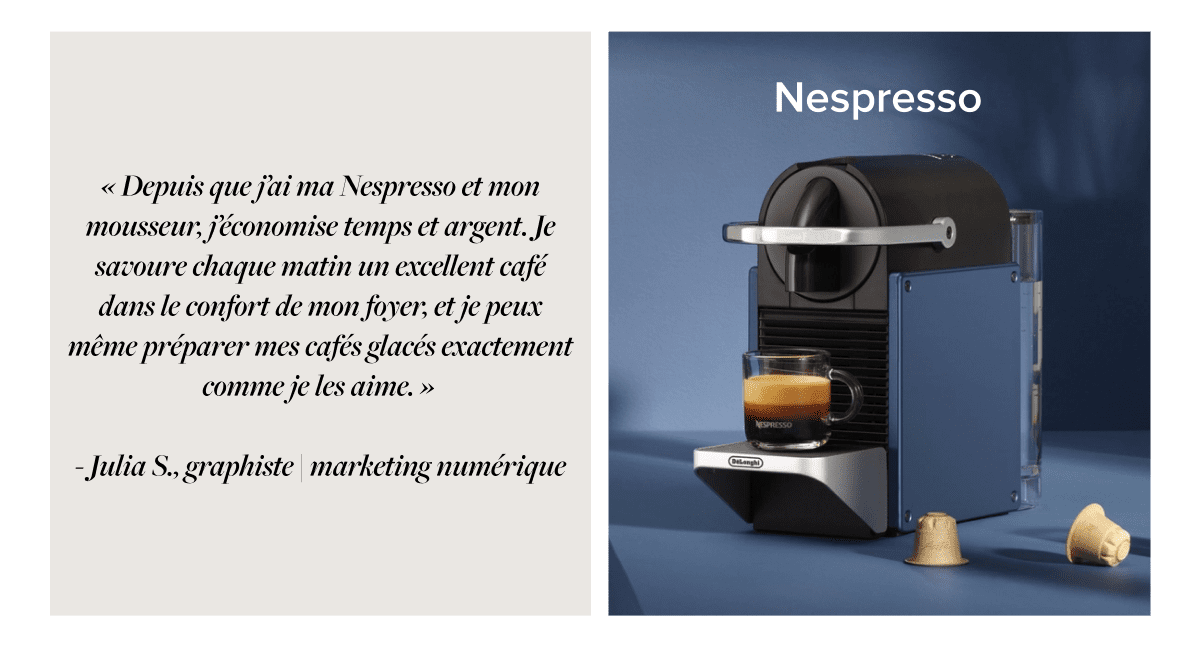 « Depuis que j'ai ma Nespresso et mon
mousseur, j'économise temps et argent. Je
savoure chaque matin un excellent café
dans le confort de mon foyer, et je peux
même préparer mes cafés glacés exactement
comme je les aime. »
- Julia S., graphiste | marketing numérique
Nespresso
NESPRESSO
DeLonghi